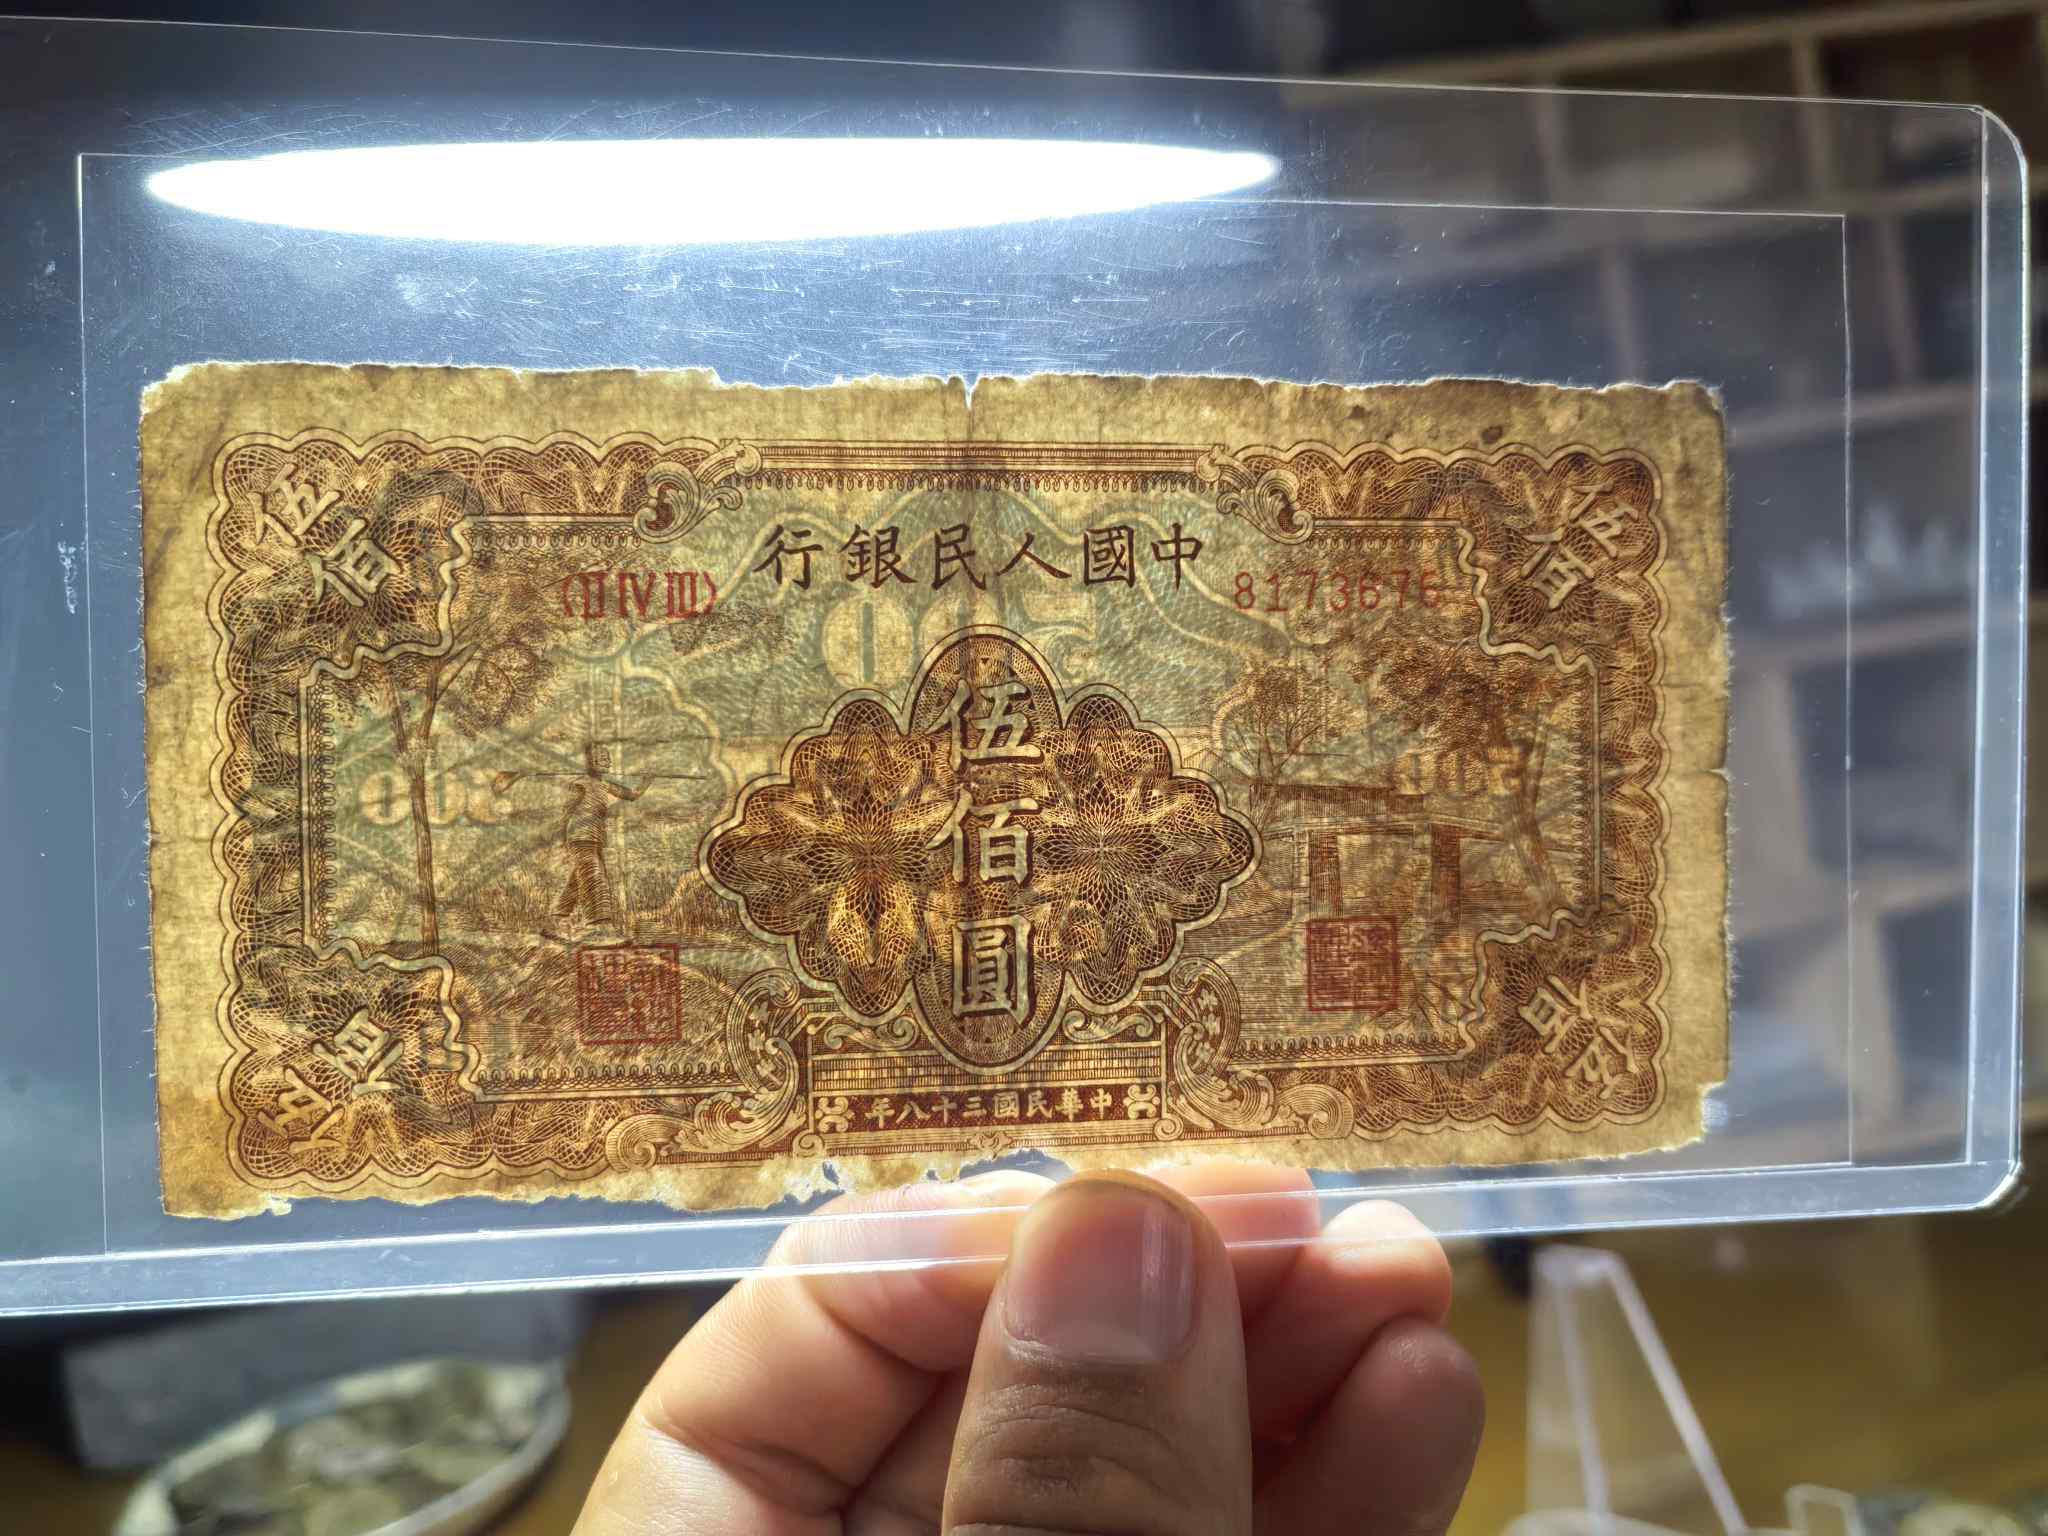 伍佰
伍佰
中國人民銀行
(II IV III)
8173676
伍佰圓
伍佰
伍佰
中華民國三十八年